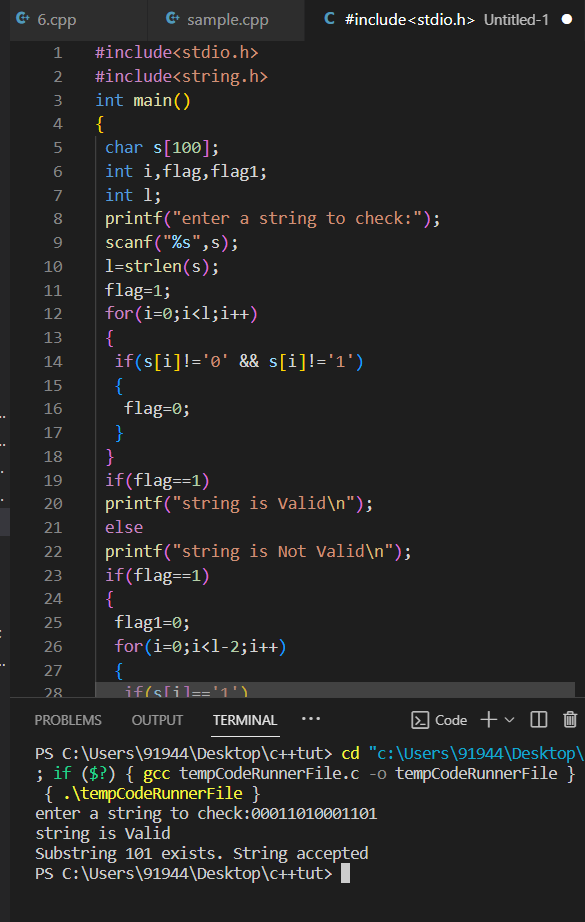 6.cpp sample.cpp C #include<stdio.h> Untitled-1
1 #include<stdio.h>
2 #include<string.h>
3 int main()
4 {
5 char s[100];
6 int i,flag,flag1;
7 int l;
8 printf("enter a string to check:");
9 scanf("%s",s);
10 l=strlen(s);
11 flag=1;
12 for(i=0;i<l;i++)
13 {
14 if(s[i]!='0' && s[i]!='1')
15 {
16 flag=0;
17 }
18 }
19 if(flag==1)
20 printf("string is Valid\n");
21 else
22 printf("string is Not Valid\n");
23 if(flag==1)
24 {
25 flag1=0;
26 for(i=0;i<l-2;i++)
27 {
28 if(s[i]=='1')
PROBLEMS OUTPUT TERMINAL ··· Code
PS C:\Users\91944\Desktop\c++tut> cd "c:\Users\91944\Desktop\
; if ($?) { gcc tempCodeRunnerFile.c -o tempCodeRunnerFile }
{ .\tempCodeRunnerFile }
enter a string to check:00011010001101
string is Valid
Substring 101 exists. String accepted
PS C:\Users\91944\Desktop\c++tut>